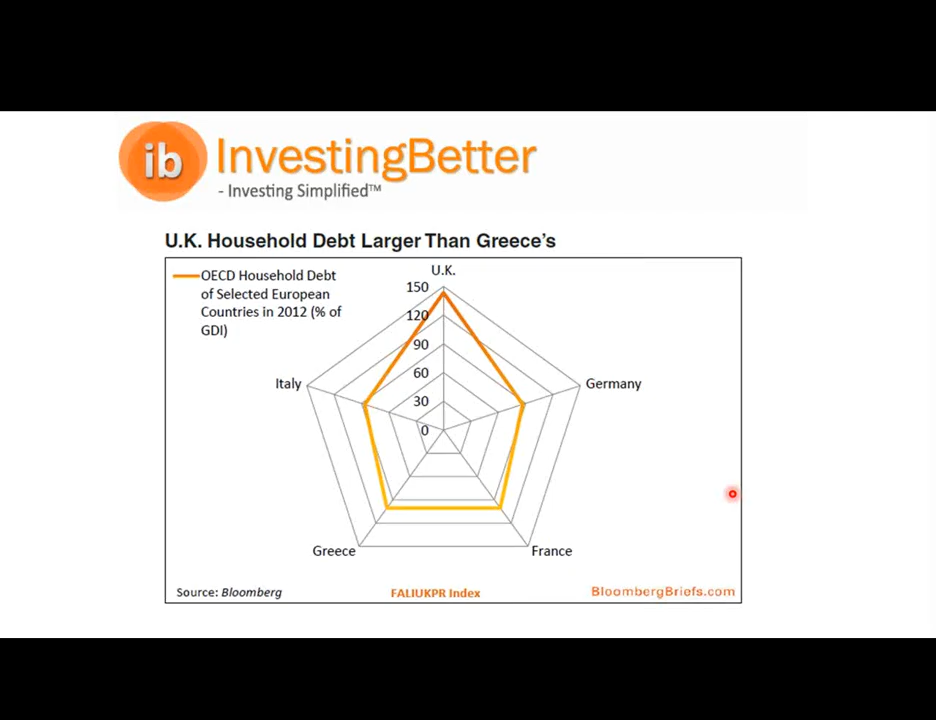 ib InvestingBetter
- Investing Simplified™
U.K. Household Debt Larger Than Greece's
OECD Household Debt
of Selected European
Countries in 2012 (% of
GDI)
U.K.
150
120
90
60
30
0
Italy
Germany
Greece
France
Source: Bloomberg
FALIUKPR Index
BloombergBriefs.com